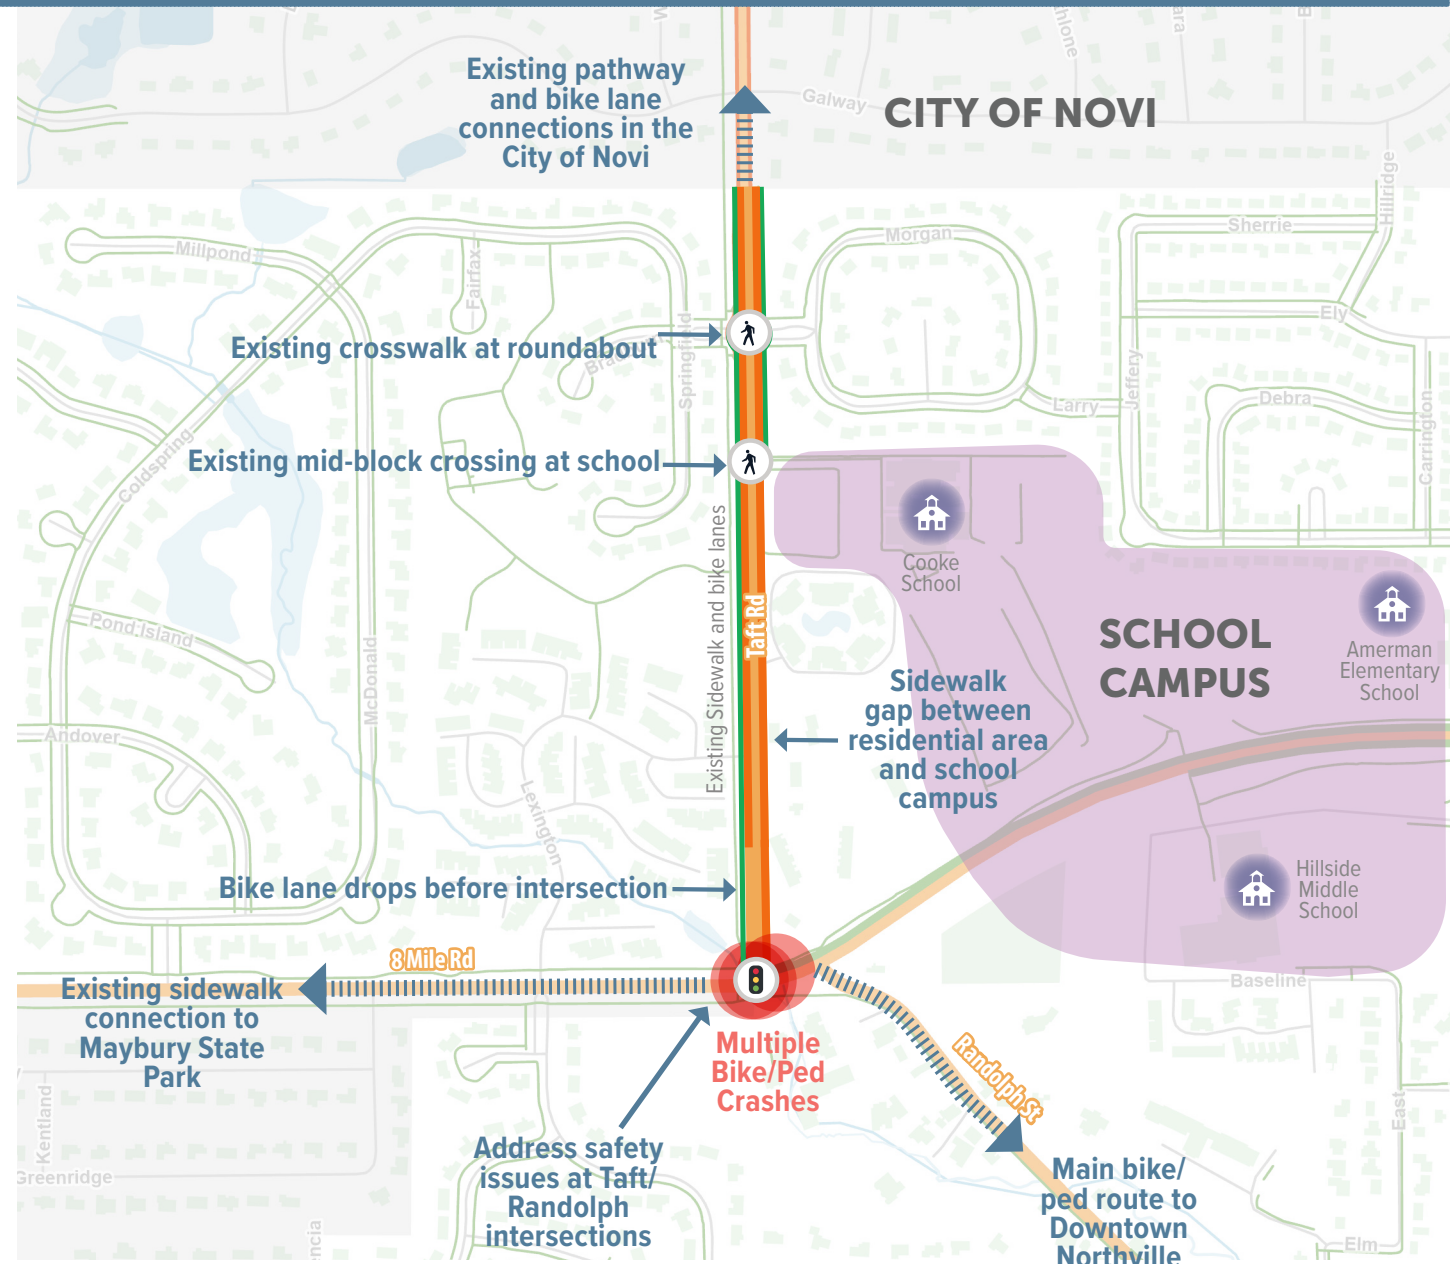 Existing pathway
and bike lane
connections in the
City of Novi
Galway
CITY OF NOVI
Hillridge
Millpond
Fairfax
Morgan
Sherrie
Ely
Springfield
Existing crosswalk at roundabout
Jeffery
Larry
Debra
Carrington
Coldspring
Existing mid-block crossing at school
Cooke
School
Existing Sidewalk and bike lanes
Taft Rd
SCHOOL
CAMPUS
Amerman
Elementary
School
Pond Island
McDonald
Andover
Sidewalk
gap between
residential area
and school
campus
Lexington
Bike lane drops before intersection
Hillside
Middle
School
8 Mile Rd
Baseline
Existing sidewalk
connection to
Maybury State
Park
Multiple
Bike/Ped
Crashes
Randolph St
Kentland
East
Address safety
issues at Taft/
Randolph
intersections
Main bike/
ped route to
Downtown
Northville
Greenridge
Elm